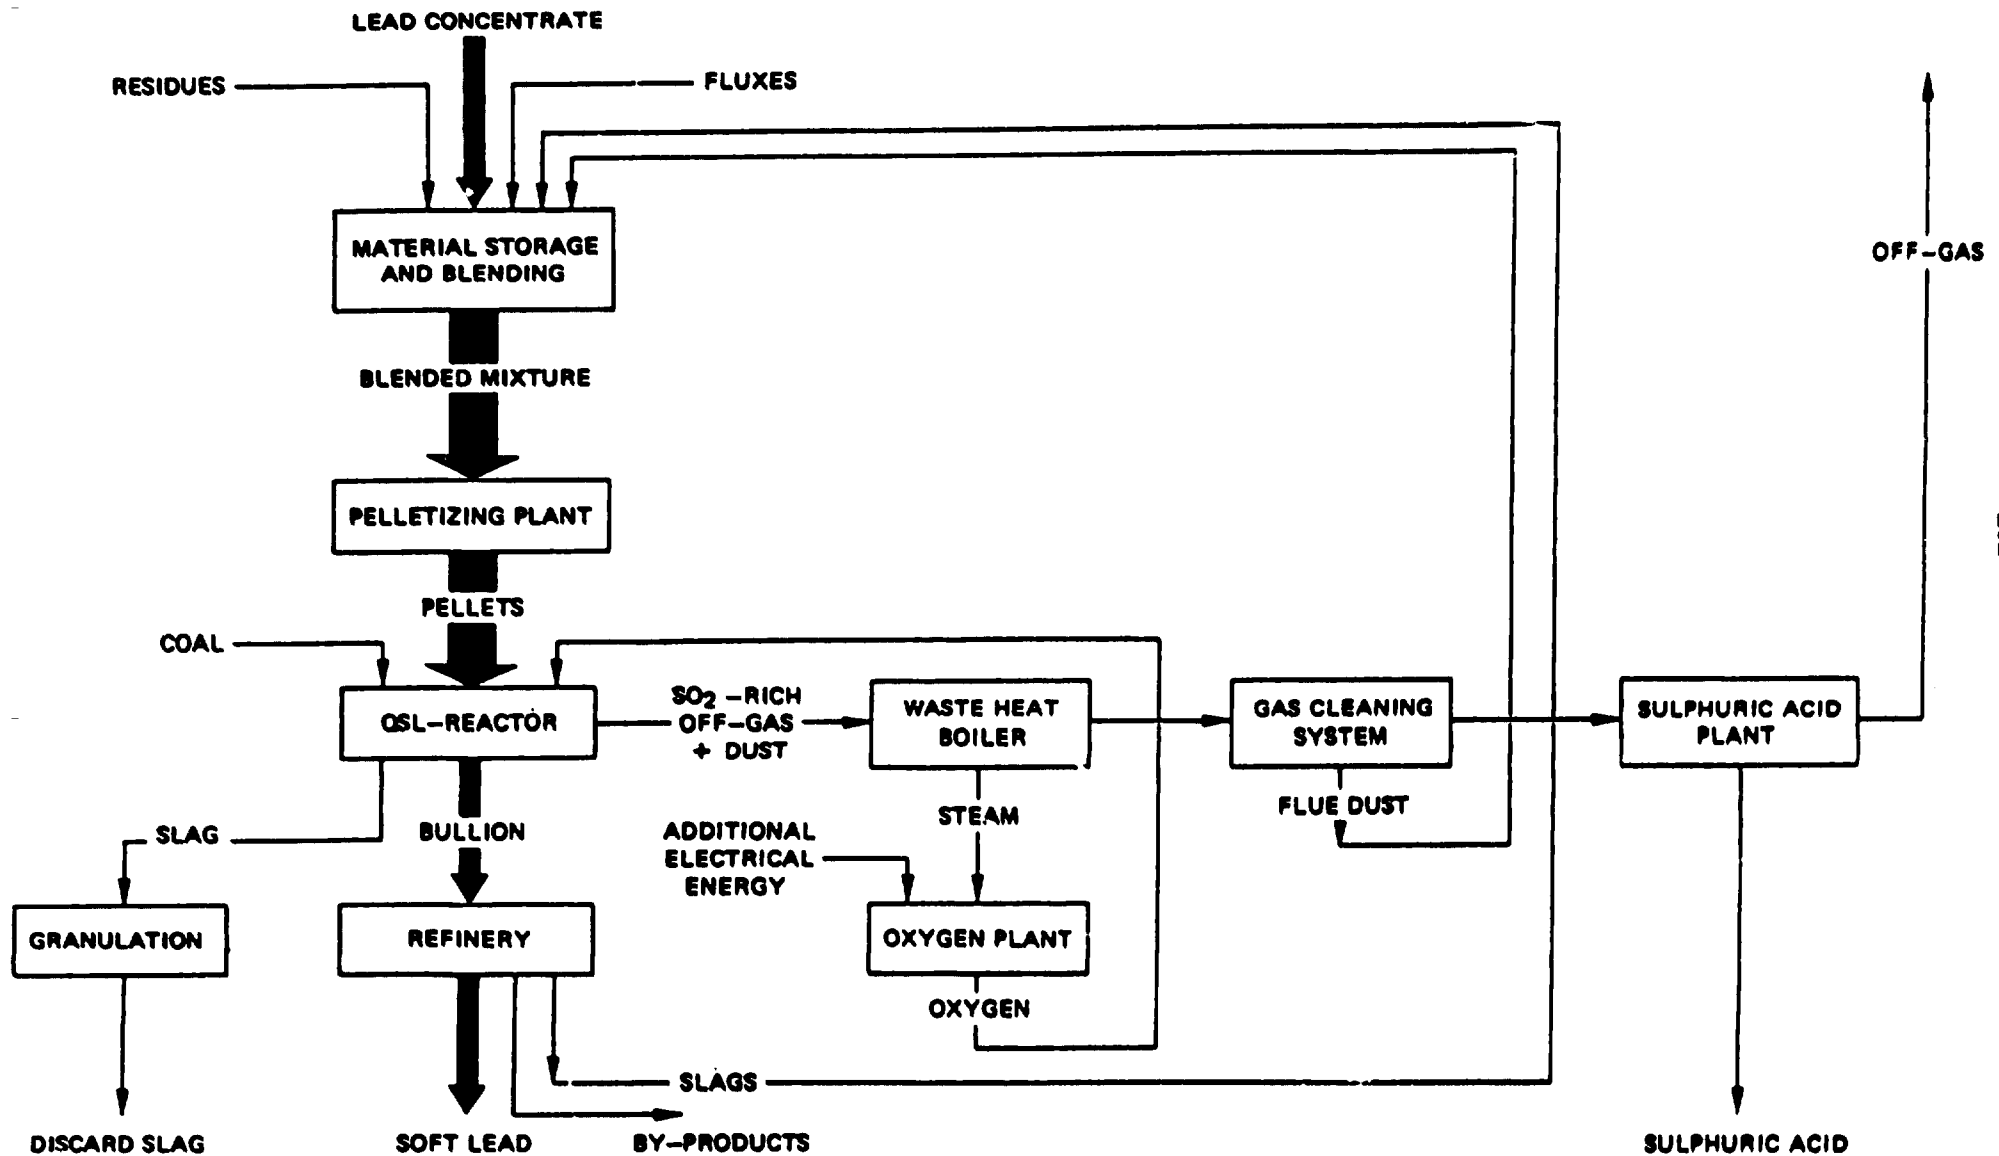 LEAD CONCENTRATE
RESIDUES
FLUXES
MATERIAL STORAGE
AND BLENDING
OFF-GAS
BLENDED MIXTURE
PELLETIZING PLANT
PELLETS
COAL
QSL-REACTOR
SO2 -RICH
OFF-GAS
+ DUST
WASTE HEAT
BOILER
GAS CLEANING
SYSTEM
SULPHURIC ACID
PLANT
SLAG
BULLION
ADDITIONAL
ELECTRICAL
ENERGY
STEAM
FLUE DUST
GRANULATION
REFINERY
OXYGEN PLANT
OXYGEN
SLAGS
DISCARD SLAG
SOFT LEAD
BY-PRODUCTS
SULPHURIC ACID